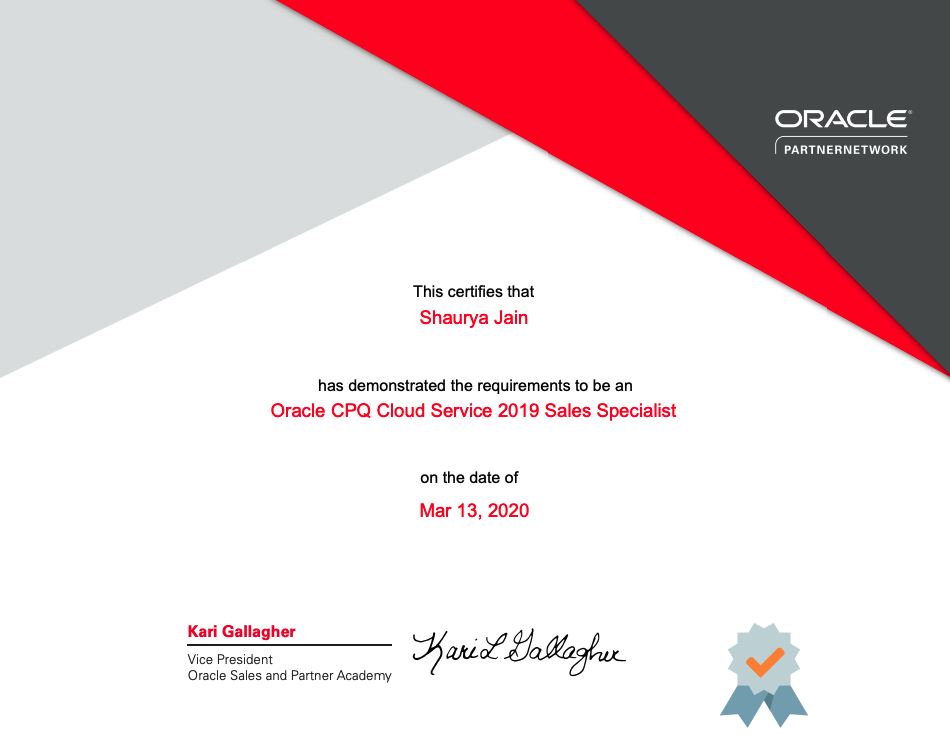 ORACLE®
PARTNERNETWORK
This certifies that
Shaurya Jain
has demonstrated the requirements to be an
Oracle CPQ Cloud Service 2019 Sales Specialist
on the date of
Mar 13, 2020
Kari Gallagher
Vice President
Oracle Sales and Partner Academy
Kari L Gallagher